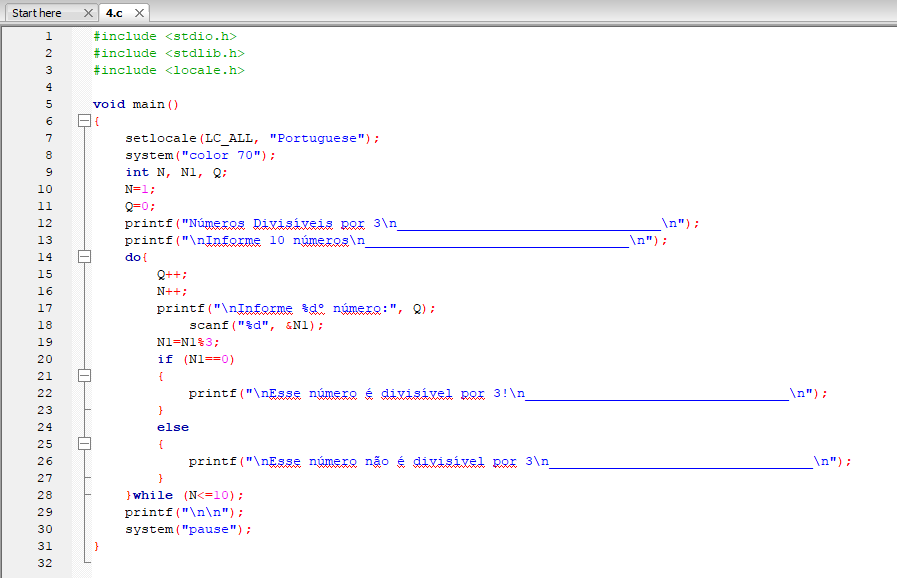 Start here 4.c
1 #include <stdio.h>
2 #include <stdlib.h>
3 #include <locale.h>
4
5 void main()
6 {
7 setlocale(LC_ALL, "Portuguese");
8 system("color 70");
9 int N, N1, Q;
10 N=1;
11 Q=0;
12 printf("Números Divisíveis por 3\n_________________________________\n");
13 printf("\nInforme 10 números\n_________________________________\n");
14 do{
15 Q++;
16 N++;
17 printf("\nInforme %dº número:", Q);
18 scanf("%d", &N1);
19 N1=N1%3;
20 if (N1==0)
21 {
22 printf("\nEsse número é divisível por 3!\n_________________________________\n");
23 }
24 else
25 {
26 printf("\nEsse número não é divisível por 3\n_________________________________\n");
27 }
28 }while (N<=10);
29 printf("\n\n");
30 system("pause");
31 }
32